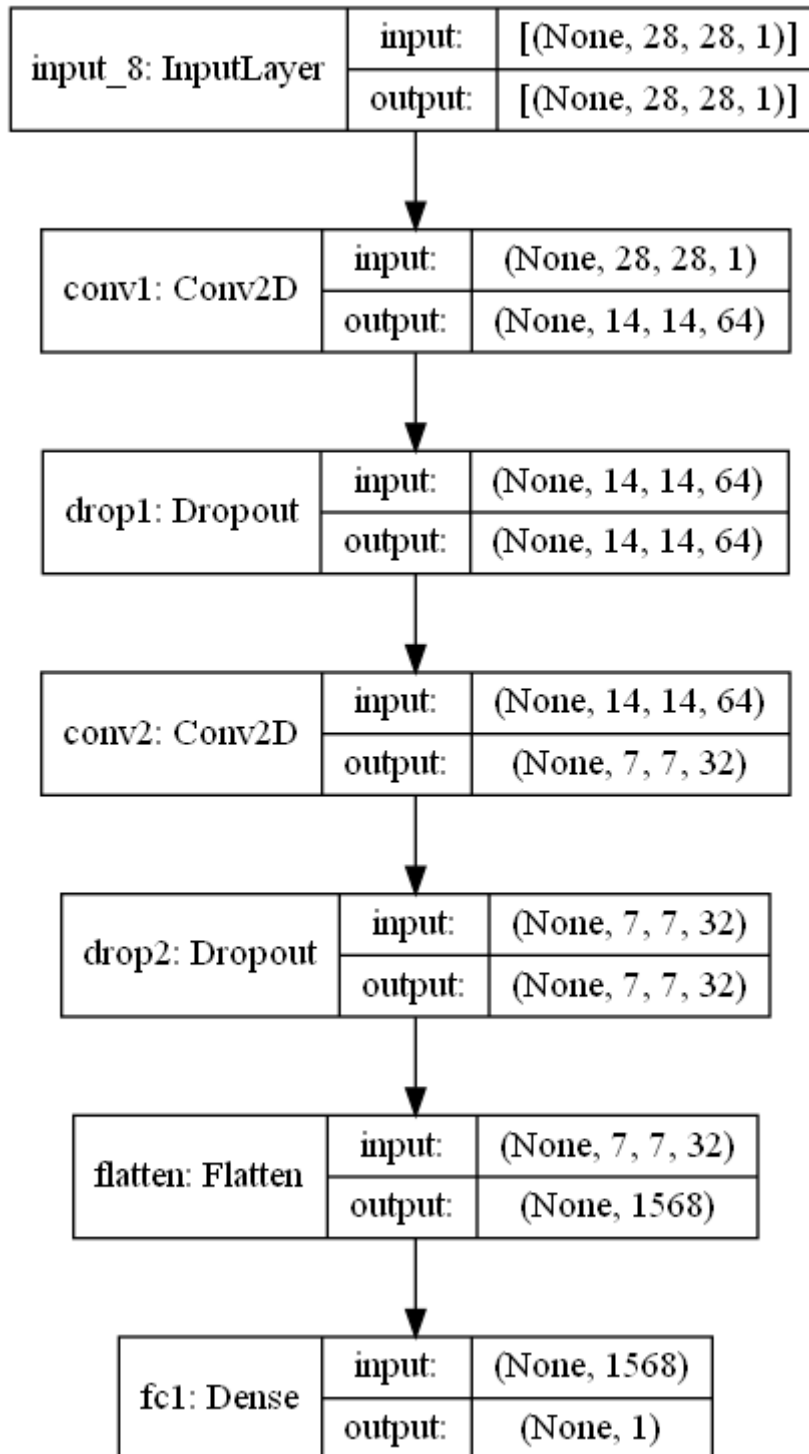 input_8: InputLayer
input: [(None, 28, 28, 1)]
output: [(None, 28, 28, 1)]
conv1: Conv2D
input: (None, 28, 28, 1)
output: (None, 14, 14, 64)
drop1: Dropout
input: (None, 14, 14, 64)
output: (None, 14, 14, 64)
conv2: Conv2D
input: (None, 14, 14, 64)
output: (None, 7, 7, 32)
drop2: Dropout
input: (None, 7, 7, 32)
output: (None, 7, 7, 32)
flatten: Flatten
input: (None, 7, 7, 32)
output: (None, 1568)
fc1: Dense
input: (None, 1568)
output: (None, 1)